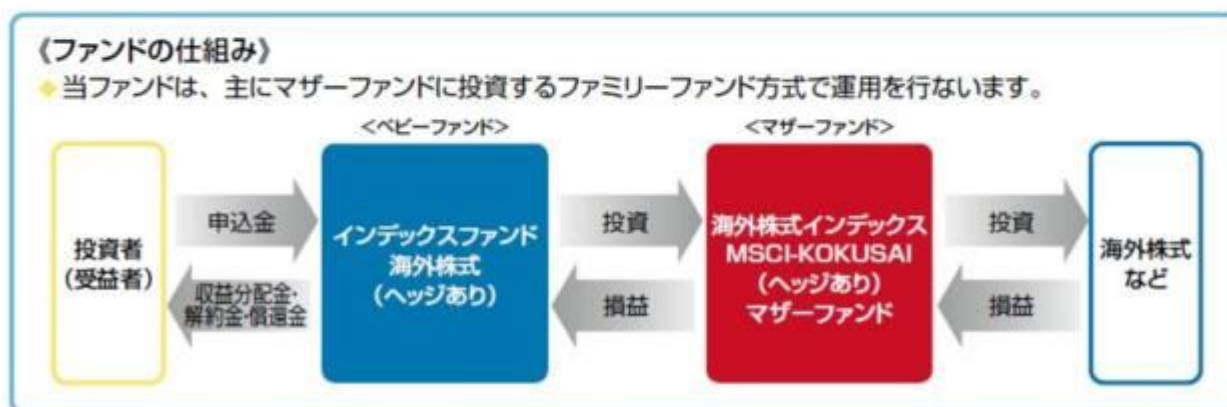 《ファンドの仕組み》
◆当ファンドは、主にマザーファンドに投資するファミリーファンド方式で運用を行ないます。
<ベビーファンド>
<マザーファンド>
投資者
(受益者)
申込金
収益分配金・
解約金・償還金
インデックスファンド
海外株式
(ヘッジあり)
投資
損益
海外株式インデックス
MSCI-KOKUSAI
(ヘッジあり)
マザーファンド
投資
損益
海外株式
など